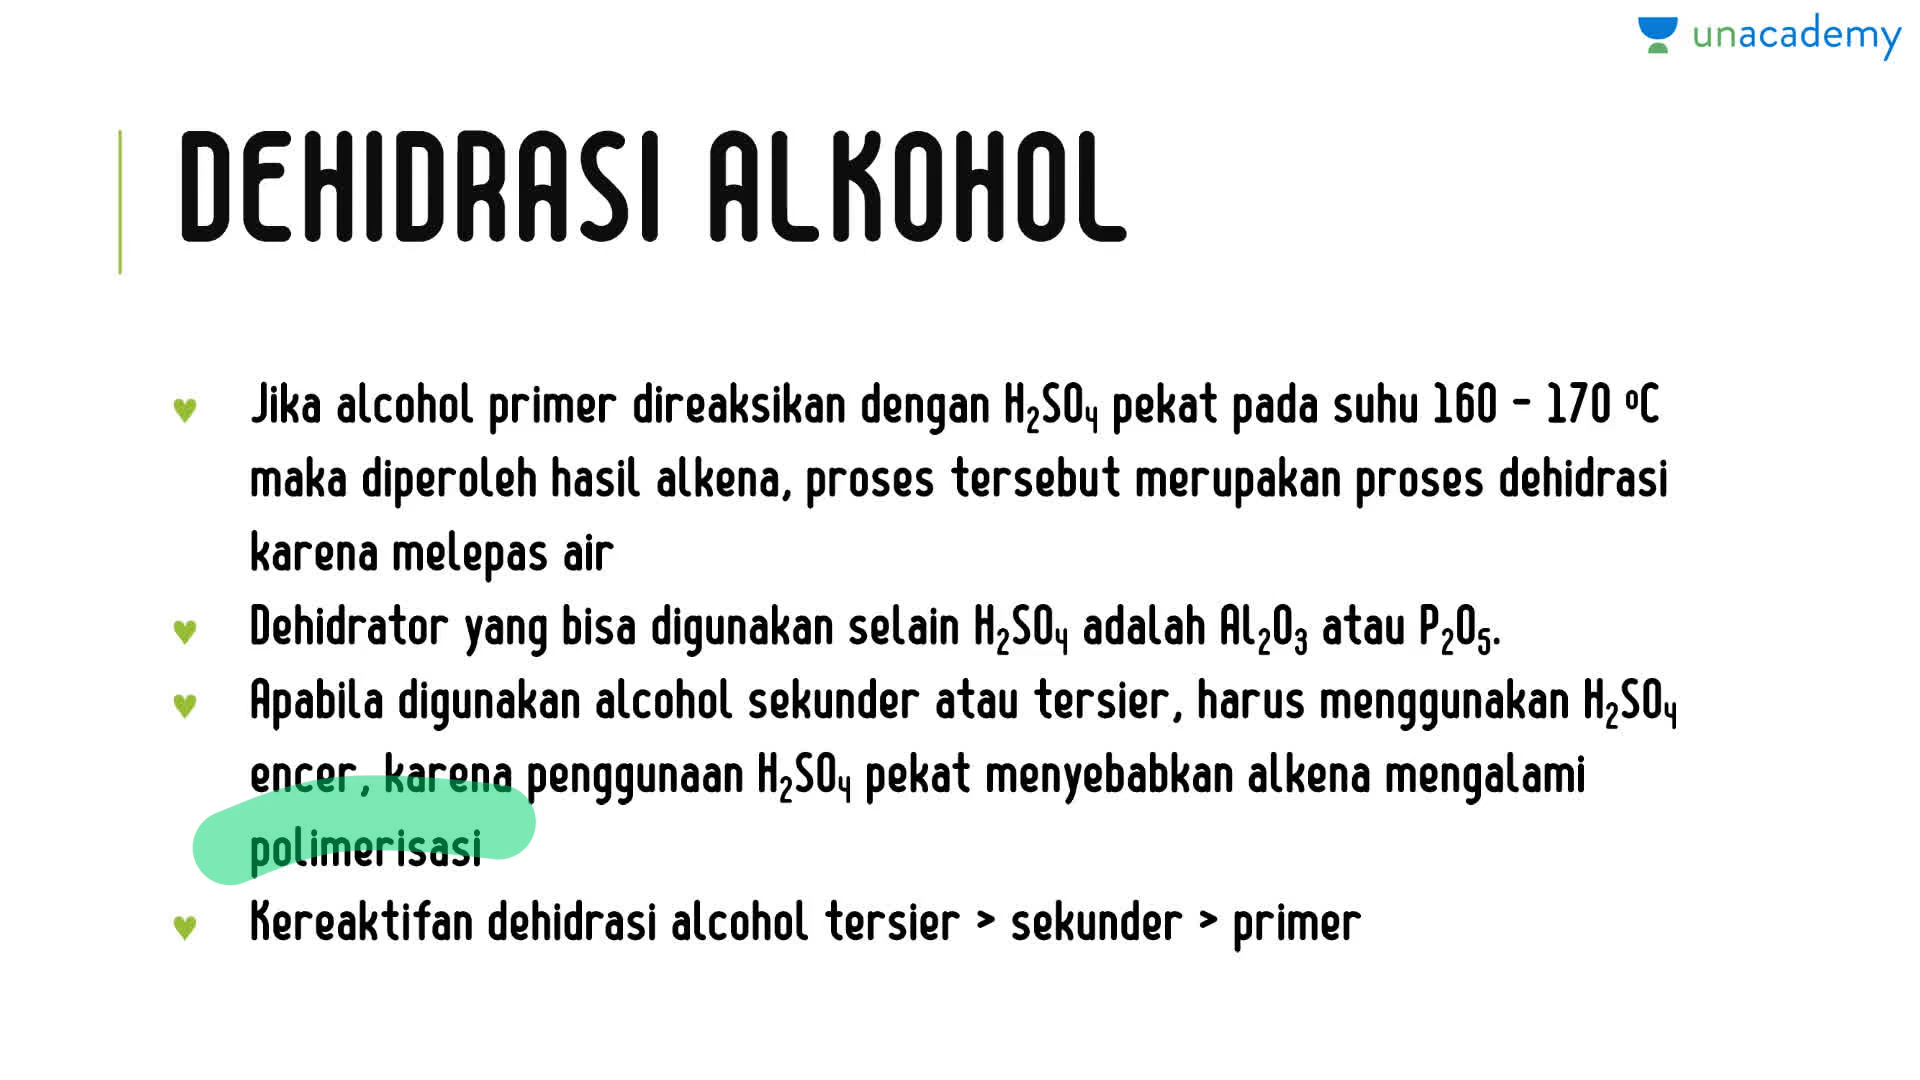 unacademy
DEHIDRASI ALKOHOL
Jika alcohol primer direaksikan dengan H₂SO₄ pekat pada suhu 160 - 170 ºC
maka diperoleh hasil alkena, proses tersebut merupakan proses dehidrasi
karena melepas air
Dehidrator yang bisa digunakan selain H₂SO₄ adalah Al₂O₃ atau P₂O₅.
Apabila digunakan alcohol sekunder atau tersier, harus menggunakan H₂SO₄
encer, karena penggunaan H₂SO₄ pekat menyebabkan alkena mengalami
polimerisasi
Kereaktifan dehidrasi alcohol tersier > sekunder > primer